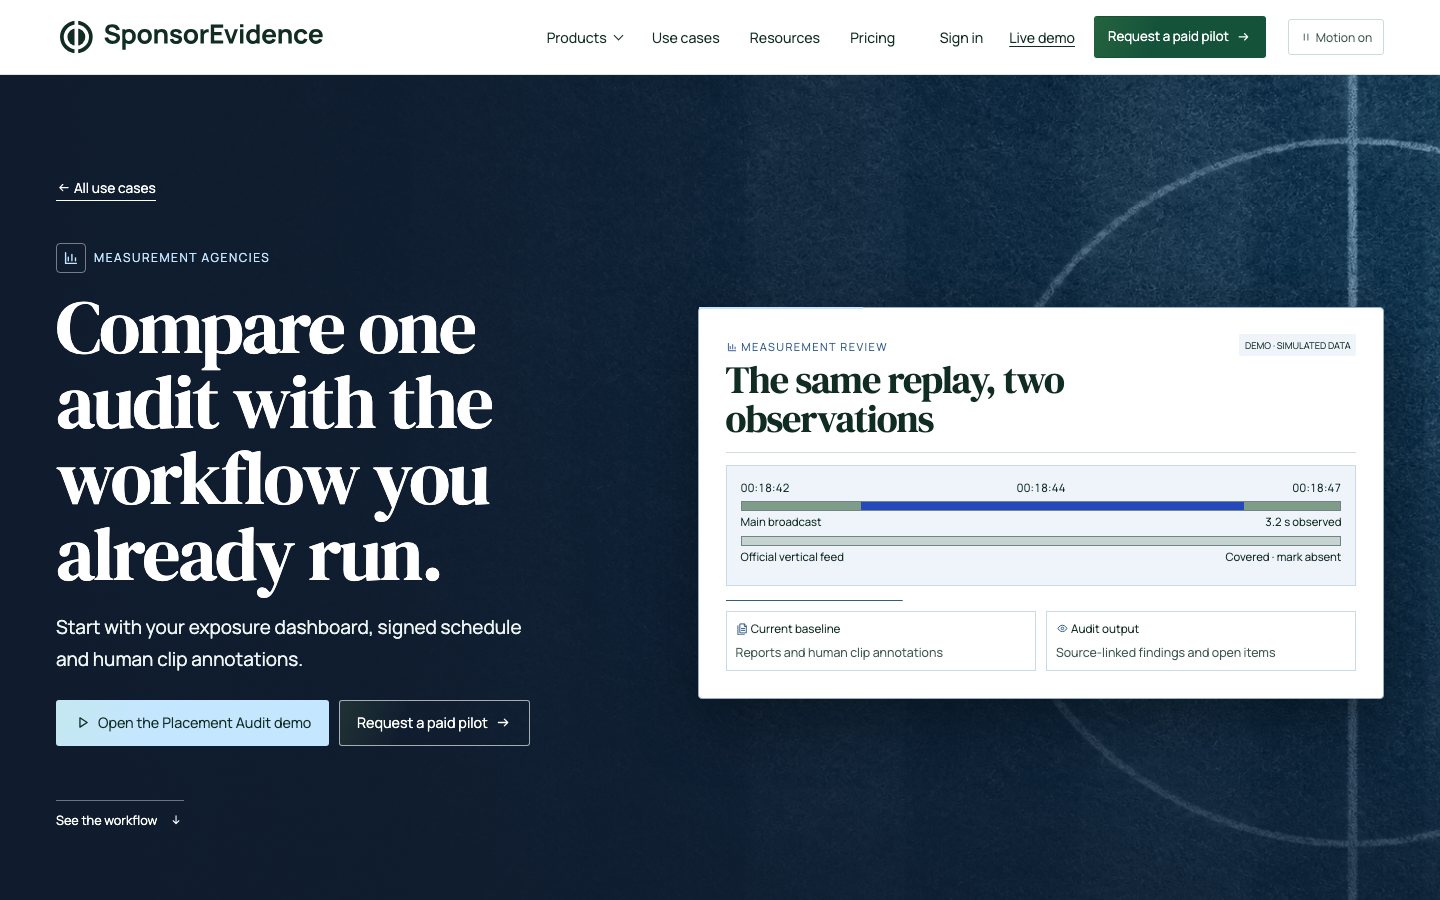 SponsorEvidence
Products
Use cases
Resources
Pricing
Sign in
Live demo
Request a paid pilot →
Motion on
← All use cases
MEASUREMENT AGENCIES
Compare one
audit with the
workflow you
already run.
Start with your exposure dashboard, signed schedule
and human clip annotations.
Open the Placement Audit demo
Request a paid pilot →
See the workflow ↓
MEASUREMENT REVIEW
DEMO · SIMULATED DATA
The same replay, two
observations
00:18:42 00:18:44 00:18:47
Main broadcast 3.2 s observed
Official vertical feed Covered · mark absent
Current baseline
Reports and human clip annotations
Audit output
Source-linked findings and open items